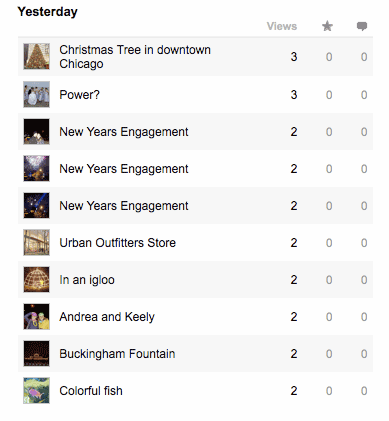 Yesterday
Views
Christmas Tree in downtown
Chicago 3 0 0
Power? 3 0 0
New Years Engagement 2 0 0
New Years Engagement 2 0 0
New Years Engagement 2 0 0
Urban Outfitters Store 2 0 0
In an igloo 2 0 0
Andrea and Keely 2 0 0
Buckingham Fountain 2 0 0
Colorful fish 2 0 0